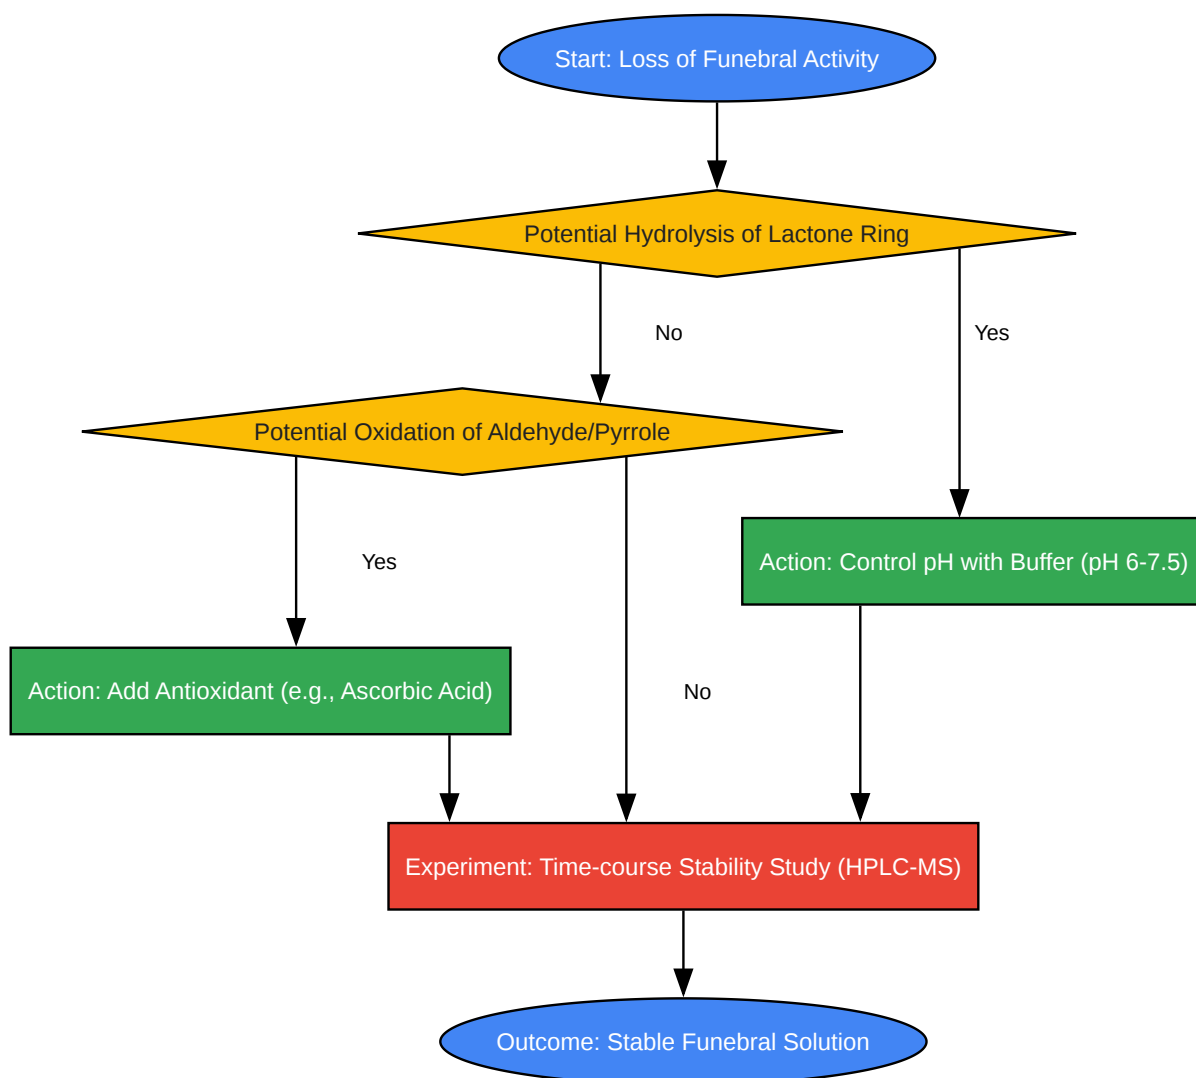 Start: Loss of Funebral Activity
Potential Hydrolysis of Lactone Ring
No
Yes
Potential Oxidation of Aldehyde/Pyrrole
Yes
Action: Control pH with Buffer (pH 6-7.5)
Action: Add Antioxidant (e.g., Ascorbic Acid)
No
Experiment: Time-course Stability Study (HPLC-MS)
Outcome: Stable Funebral Solution